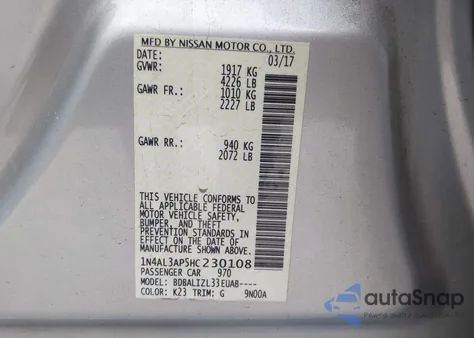 MFD BY NISSAN MOTOR CO., LTD.
DATE: 03/17
GVWR: 1917 KG
4226 LB
GAWR FR.: 1010 KG
2227 LB
GAWR RR.: 940 KG
2072 LB
THIS VEHICLE CONFORMS TO
ALL APPLICABLE FEDERAL
MOTOR VEHICLE SAFETY,
BUMPER, AND THEFT
PREVENTION STANDARDS IN
EFFECT ON THE DATE OF
MANUFACTURE SHOWN ABOVE.
1N4AL3AP5HC230108
PASSENGER CAR 970
MODEL: BDBALIZL33EUAB----
COLOR: K23 TRIM: G 9N00A
autoSnap